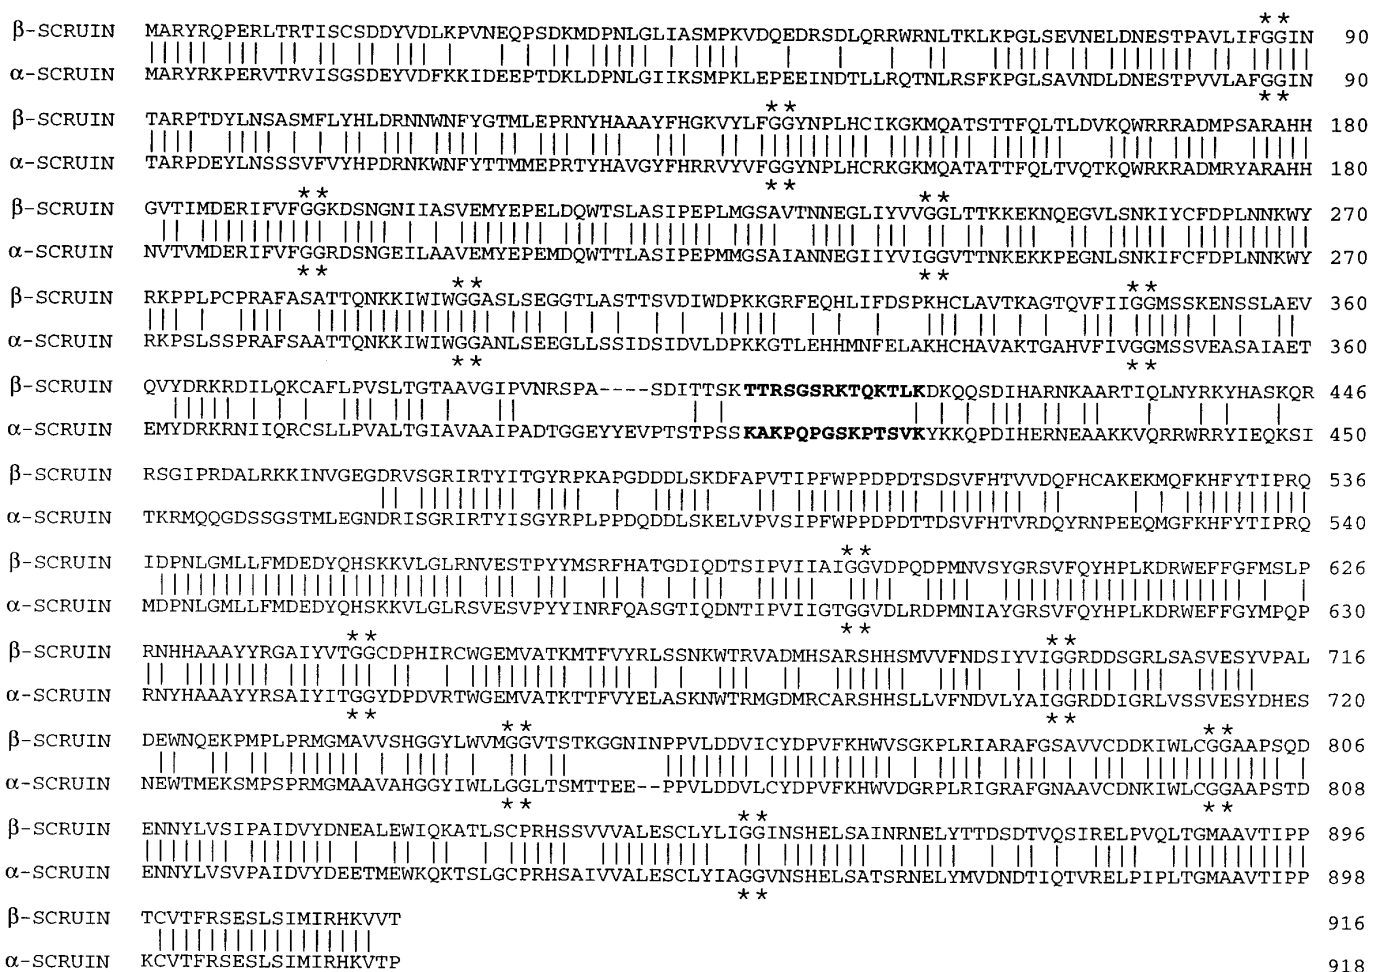 * *
β-SCRUIN MARYRQPERLTRTISCSDDYVDLKPVNEQPSDKMDPNLGLIASMPKVDQEDRSDLQRRWRNLTKLKPGLSEVNELDNESTPAVLIFGGIN 90
α-SCRUIN MARYRKPERVTRVISGSDEYVDFKKIDEEPTDKLDPNLGIIKSMPKLEPEEINDTLLRQTNLRSFKPGLSAVNDLDNESTPVVLAFGGIN 90
* *
* *
β-SCRUIN TARPTDYLNSASMFLYHLDRNNWNFYGTMLEPRNYHAAAYFHGKVYLFGGYNPLHCIKGKMQATSTTFQLTLDVKQWRRRADMPSARAHH 180
α-SCRUIN TARPDEYLNSSSVFVYHPDRNKWNFYTTMMEPRTYHAVGYFHRRVYVFGGYNPLHCRKGKMQATATTFQLTVQTKQWRKRADMRYARAHH 180
* *
* * * *
β-SCRUIN GVTIMDERIFVFGGKDSNGNIIASVEMYEPELDQWTSLASIPEPLMGSAVTNNEGLIYVVGGLTTKKEKNQEGVLSNKIYCFDPLNNKWY 270
α-SCRUIN NVTVMDERIFVFGGRDSNGEILAAVEMYEPEMDQWTTLASIPEPMMGSAIANNEGIIYVIGGVTTNKEKKPEGNLSNKIFCFDPLNNKWY 270
* * * *
* * * *
β-SCRUIN RKPPLPCPRAFASATTQNKKIWIWGGASLSEGGTLASTTSVDIWDPKKGRFEQHLIFDSPKHCLAVTKAGTQVFIIGGMSSKENSSLAEV 360
α-SCRUIN RKPSLSSPRAFSAATTQNKKIWIWGGANLSEEGLLSSIDSIDVLDPKKGTLEHHMNFELAKHCHAVAKTGAHVFIVGGMSSVEASAIAET 360
* * * *
β-SCRUIN QVYDRKRDILQKCAFLPVSLTGTAAVGIPVNRSPA----SDITTSKTTRSGSRKTQKTLKDKQQSDIHARNKAARTIQLNYRKYHASKQR 446
α-SCRUIN EMYDRKRNIIQRCSLLPVALTGIAVAAIPADTGGEYYEVPTSTPSSKAKPQPGSKPTSVKYKKQPDIHERNEAAKKVQRRWRRYIEQKSI 450
β-SCRUIN RSGIPRDALRKKINVGEGDRVSGRIRTYITGYRPKAPGDDDLSKDFAPVTIPFWPPDPDTSDSVFHTVVDQFHCAKEKMQFKHFYTIPRQ 536
α-SCRUIN TKRMQQGDSSGSTMLEGNDRISGRIRTYISGYRPLPPDQDDLSKELVPVSIPFWPPDPDTTDSVFHTVRDQYRNPEEQMGFKHFYTIPRQ 540
* *
β-SCRUIN IDPNLGMLLFMDEDYQHSKKVLGLRNVESTPYYMSRFHATGDIQDTSIPVIIAIGGVDPQDPMNVSYGRSVFQYHPLKDRWEFFGFMSLP 626
α-SCRUIN MDPNLGMLLFMDEDYQHSKKVLGLRSVESVPYYINRFQASGTIQDNTIPVIIGTGGVDLRDPMNIAYGRSVFQYHPLKDRWEFFGYMPQP 630
* *
* * * *
β-SCRUIN RNHHAAAYYRGAIYVTGGCDPHIRCWGEMVATKMTFVYRLSSNKWTRVADMHSARSHHSMVVFNDSIYVIGGRDDSGRLSASVESYVPAL 716
α-SCRUIN RNYHAAAYYRSAIYITGGYDPDVRTWGEMVATKTTFVYELASKNWTRMGDMRCARSHHSLLVFNDVLYAIGGRDDIGRLVSSVESYDHES 720
* * * *
* * * *
β-SCRUIN DEWNQEKPMPLPRMGMAVVSHGGYLWVMGGVTSTKGGNINPPVLDDVICYDPVFKHWVSGKPLRIARAFGSAVVCDDKIWLCGGAAPSQD 806
α-SCRUIN NEWTMEKSMPSPRMGMAAVAHGGYIWLLGGLTSMTTEE--PPVLDDVLCYDPVFKHWVDGRPLRIGRAFGNAAVCDNKIWLCGGAAPSTD 808
* * * *
* *
β-SCRUIN ENNYLVSIPAIDVYDNEALEWIQKATLSCPRHSSVVVALESCLYLIGGINSHELSAINRNELYTTDSDTVQSIRELPVQLTGMAAVTIPP 896
α-SCRUIN ENNYLVSVPAIDVYDEETMEWKQKTSLGCPRHSAIVVALESCLYIAGGVNSHELSATSRNELYMVDNDTIQTVRELPIPLTGMAAVTIPP 898
* *
β-SCRUIN TCVTFRSESLSIMIRHKVVT 916
α-SCRUIN KCVTFRSESLSIMIRHKVTP 918